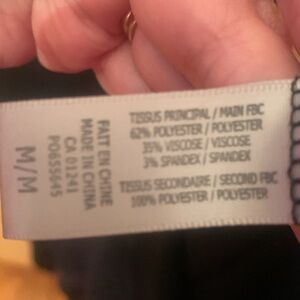 TISSUS PRINCIPAL / MAIN FBC
62% POLYESTER / POLYESTER
35% VISCOSE / VISCOSE
3% SPANDEX / SPANDEX
TISSUS SECONDAIRE / SECOND FBC
100% POLYESTER / POLYESTER
FAIT EN CHINE
MADE IN CHINA
CA 01241
PO655645
M/M